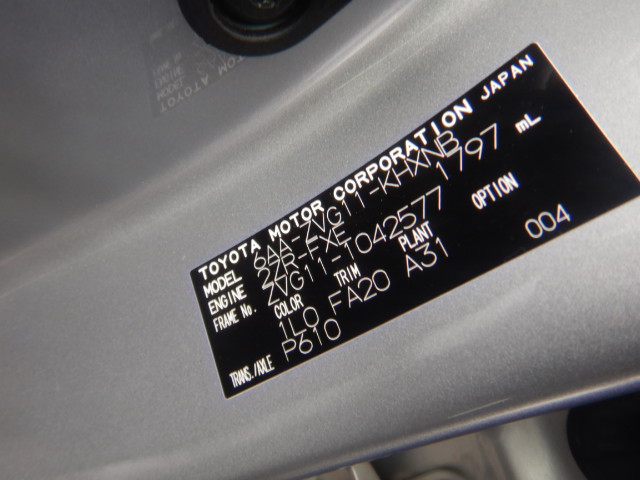 TOYOTA MOTOR CORPORATION JAPAN
MODEL 6AA-ZVG11-KHXNB
ENGINE 2ZR-FXE 1797 mL
FRAME No. ZVG11-1042577
COLOR TRIM PLANT OPTION
1L0 FA20 A31
TRANS./AXLE P610 004